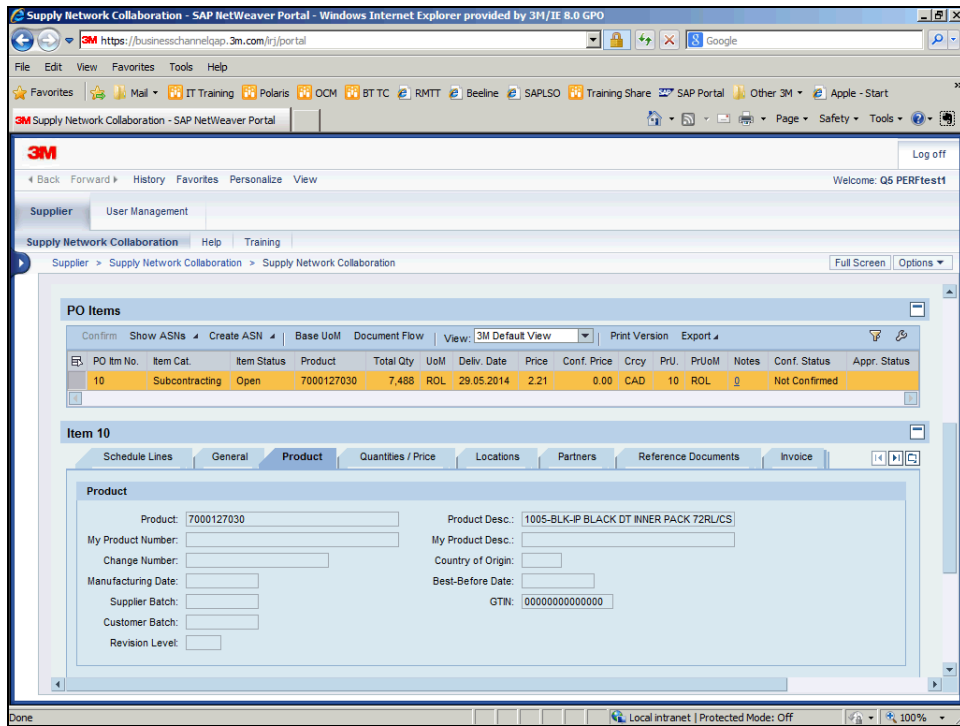 Supply Network Collaboration - SAP NetWeaver Portal - Windows Internet Explorer provided by 3M/IE 8.0 GPO
3M https://businesschannelqap.3m.com/irj/portal Google
File Edit View Favorites Tools Help
Favorites Mail IT Training Polaris OCM BT TC RMTT Beeline SAPLSO Training Share SAP Portal Other 3M Apple - Start »
3M Supply Network Collaboration - SAP NetWeaver Portal Page Safety Tools
3M Log off
Back Forward History Favorites Personalize View Welcome: Q5 PERFtest1
Supplier User Management
Supply Network Collaboration Help Training
Supplier > Supply Network Collaboration > Supply Network Collaboration Full Screen Options
PO Items
Confirm Show ASNs Create ASN Base UoM Document Flow View: 3M Default View Print Version Export
PO Itm No. Item Cat. Item Status Product Total Qty UoM Deliv. Date Price Conf. Price Crcy PrU. PrUoM Notes Conf. Status Appr. Status
10 Subcontracting Open 7000127030 7,488 ROL 29.05.2014 2.21 0.00 CAD 10 ROL 0 Not Confirmed
Item 10
Schedule Lines General Product Quantities / Price Locations Partners Reference Documents Invoice
Product
Product: 7000127030 Product Desc.: 1005-BLK-IP BLACK DT INNER PACK 72RL/CS
My Product Number: My Product Desc.:
Change Number: Country of Origin:
Manufacturing Date: Best-Before Date:
Supplier Batch: GTIN: 00000000000000
Customer Batch:
Revision Level:
Done Local intranet | Protected Mode: Off 100%